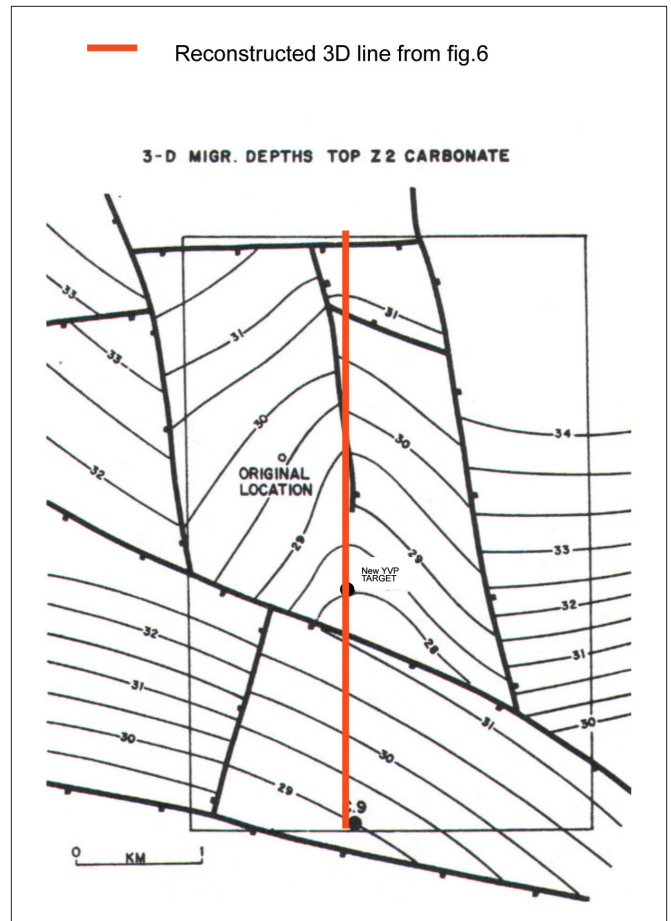 Reconstructed 3D line from fig.6
3-D MIGR. DEPTHS TOP Z2 CARBONATE
33
31
31
33
30
30
34
32
ORIGINAL
LOCATION
29
33
29
New YVP
TARGET
32
32
28
31
31
31
30
30
30
29
C.9
0 KM 1